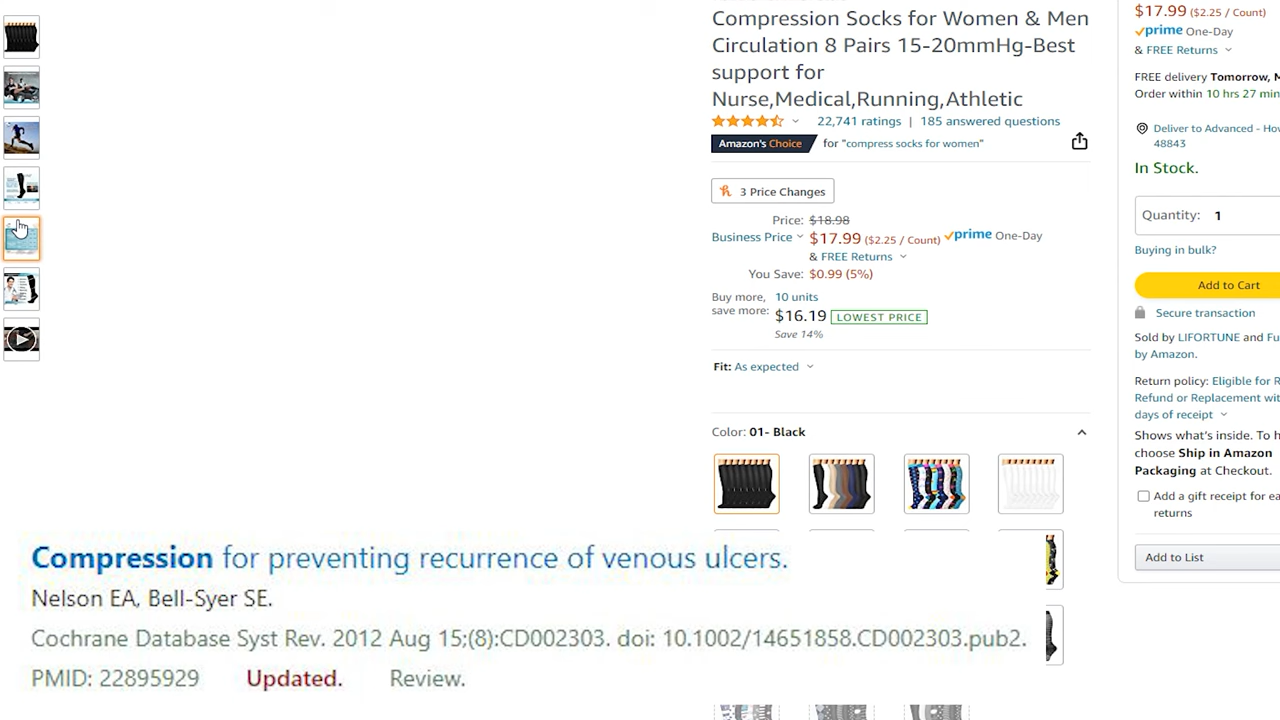 Compression Socks for Women & Men
Circulation 8 Pairs 15-20mmHg-Best
support for
Nurse,Medical,Running,Athletic
22,741 ratings | 185 answered questions
Amazon's Choice for "compress socks for women"
3 Price Changes
Price: $18.98
Business Price $17.99 ($2.25 / Count) prime One-Day
& FREE Returns
You Save: $0.99 (5%)
Buy more, 10 units
save more: $16.19 LOWEST PRICE
Save 14%
Fit: As expected
Color: 01- Black
$17.99 ($2.25 / Count)
prime One-Day
& FREE Returns
FREE delivery Tomorrow, M
Order within 10 hrs 27 min
Deliver to Advanced - Ho
48843
In Stock.
Quantity: 1
Buying in bulk?
Add to Cart
Secure transaction
Sold by LIFORTUNE and Fu
by Amazon.
Return policy: Eligible for R
Refund or Replacement wit
days of receipt
Shows what's inside. To h
choose Ship in Amazon
Packaging at Checkout.
Add a gift receipt for ea
returns
Add to List
Compression for preventing recurrence of venous ulcers.
Nelson EA, Bell-Syer SE.
Cochrane Database Syst Rev. 2012 Aug 15;(8):CD002303. doi: 10.1002/14651858.CD002303.pub2.
PMID: 22895929 Updated. Review.